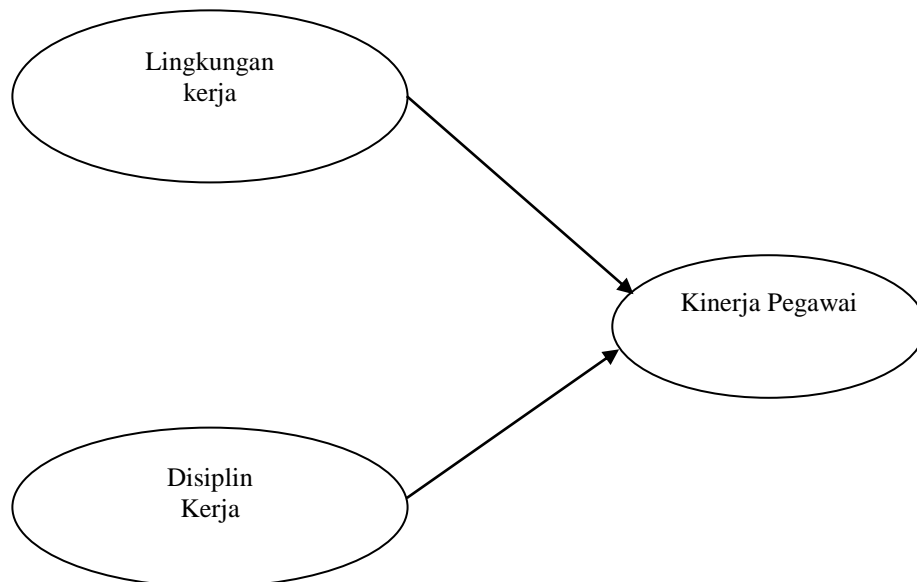 Lingkungan
kerja
Kinerja Pegawai
Disiplin
Kerja